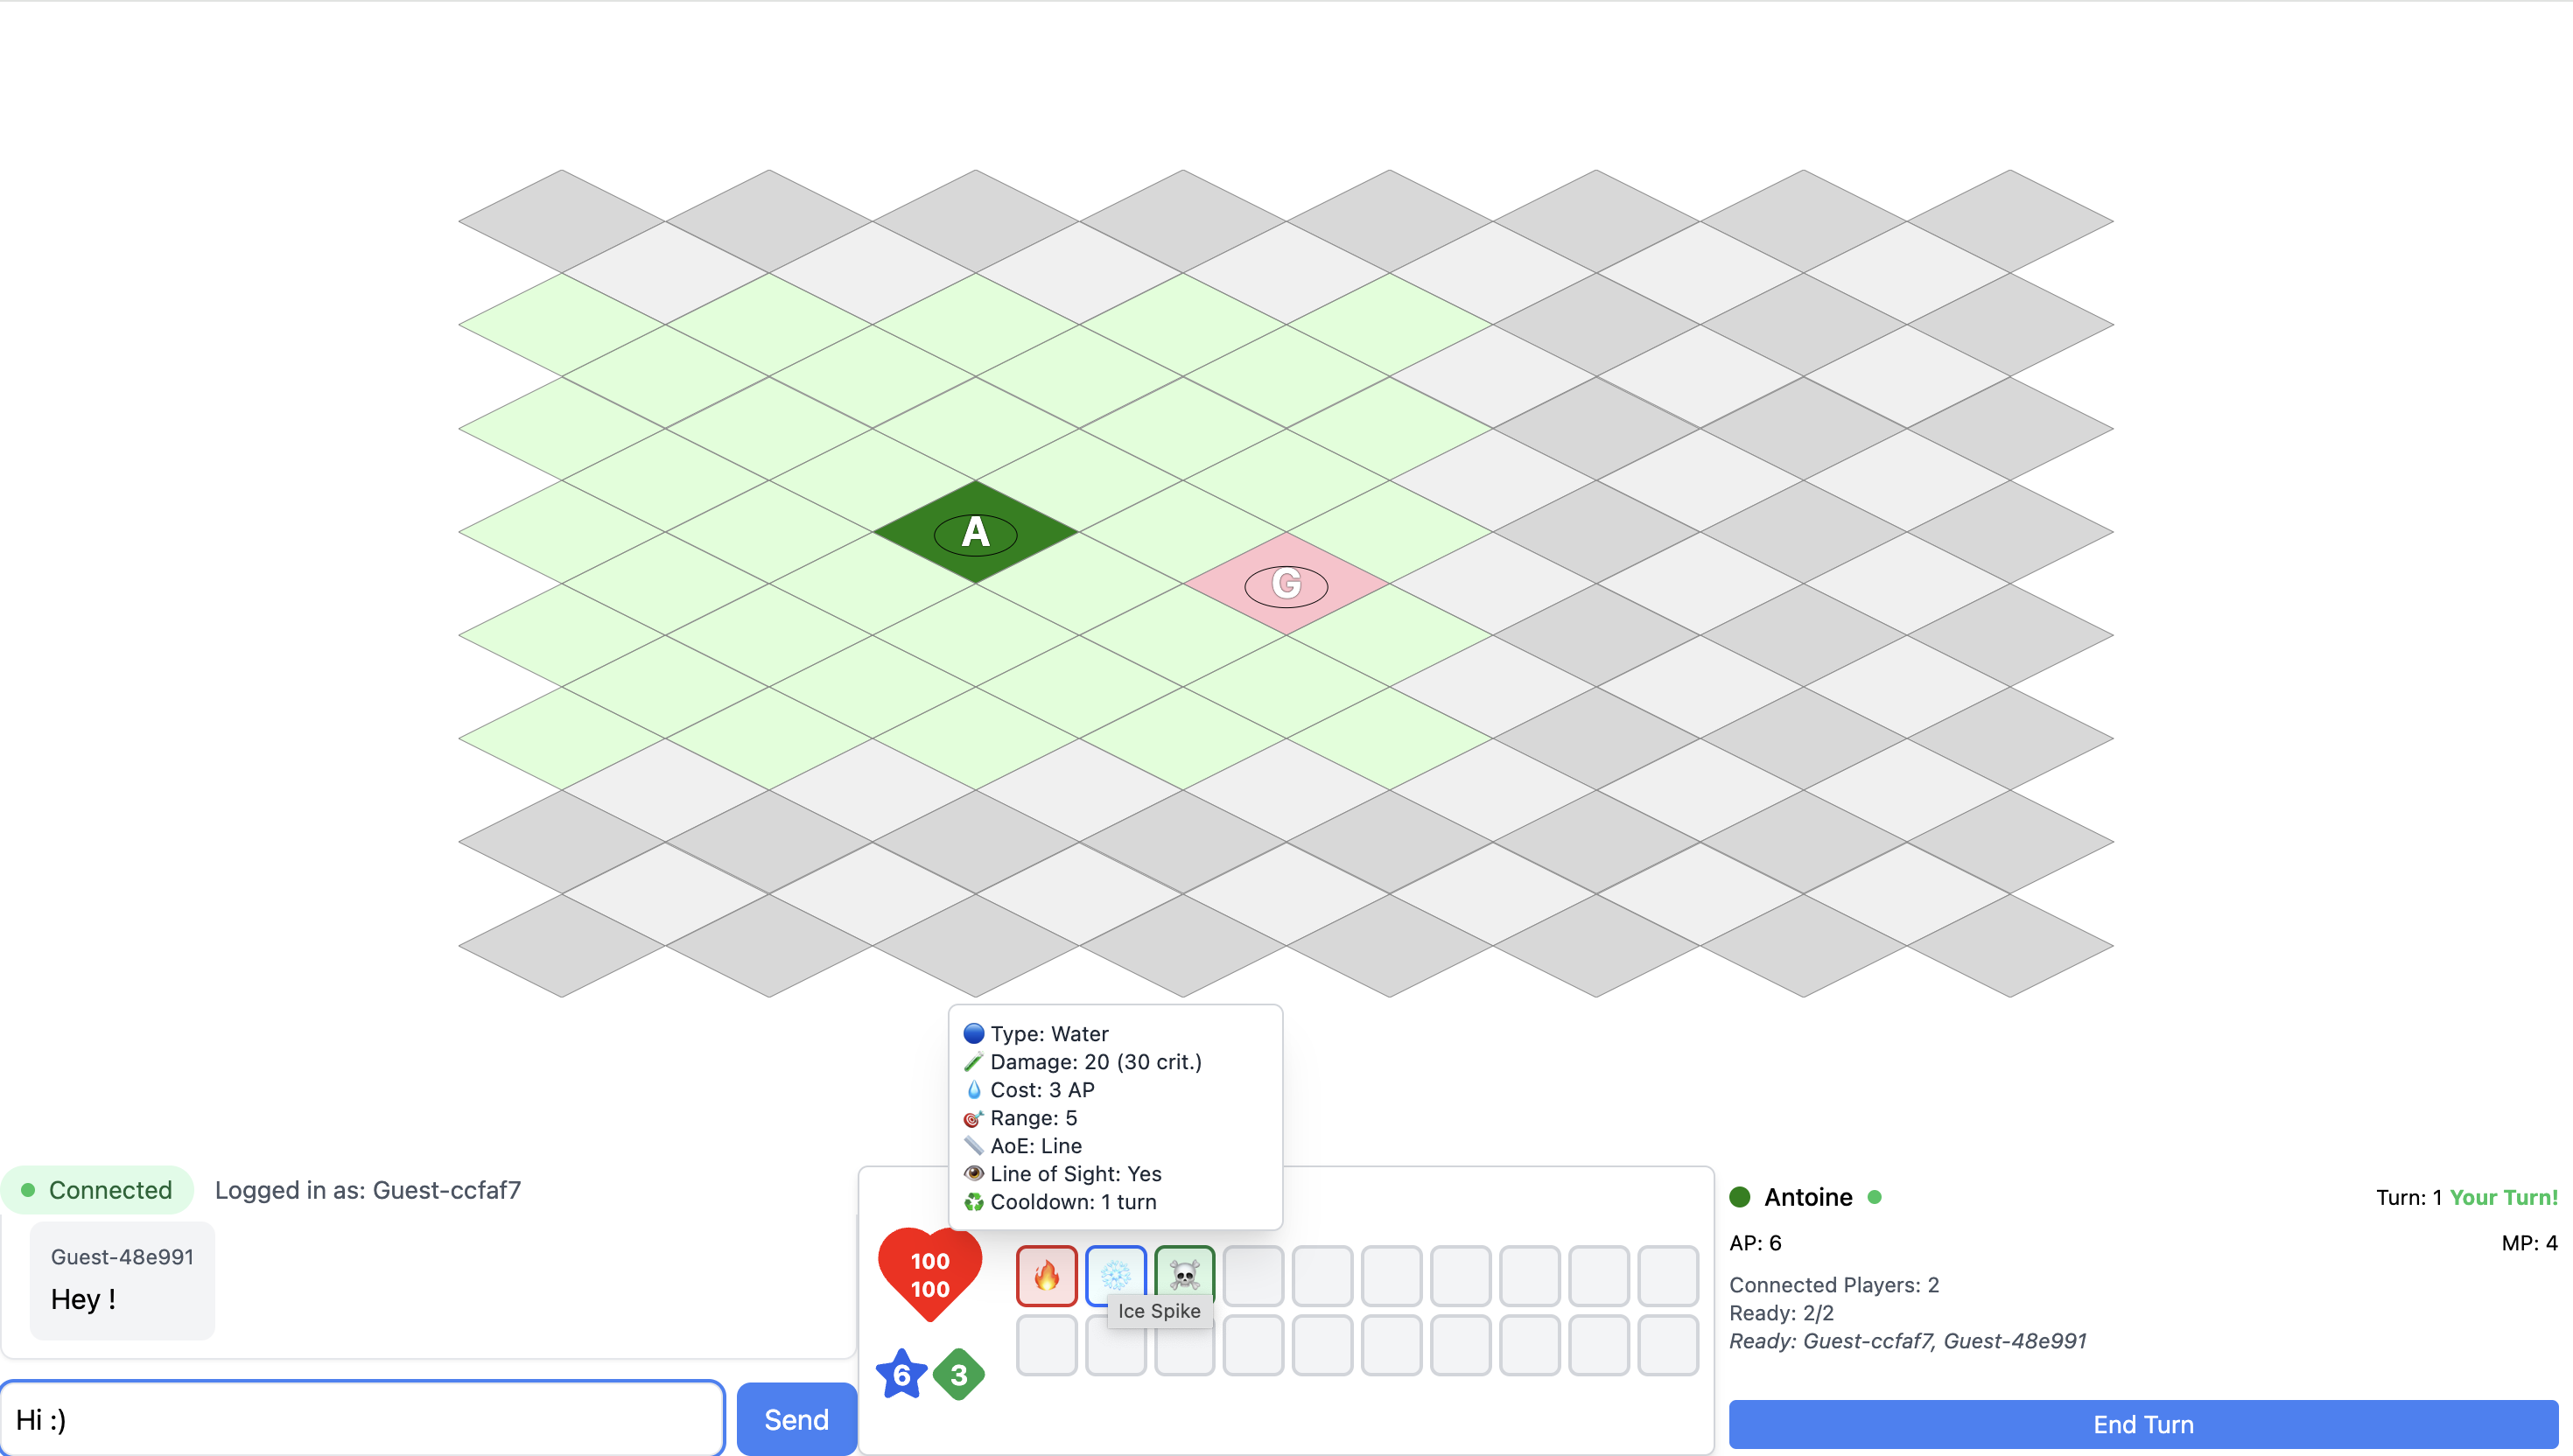 A
G
Type: Water
Damage: 20 (30 crit.)
Cost: 3 AP
Range: 5
AoE: Line
Line of Sight: Yes
Cooldown: 1 turn
Connected
Logged in as: Guest-ccfaf7
Guest-48e991
Hey !
Hi :)
Send
100
100
6
3
Ice Spike
Antoine
Turn: 1 Your Turn!
AP: 6
MP: 4
Connected Players: 2
Ready: 2/2
Ready: Guest-ccfaf7, Guest-48e991
End Turn